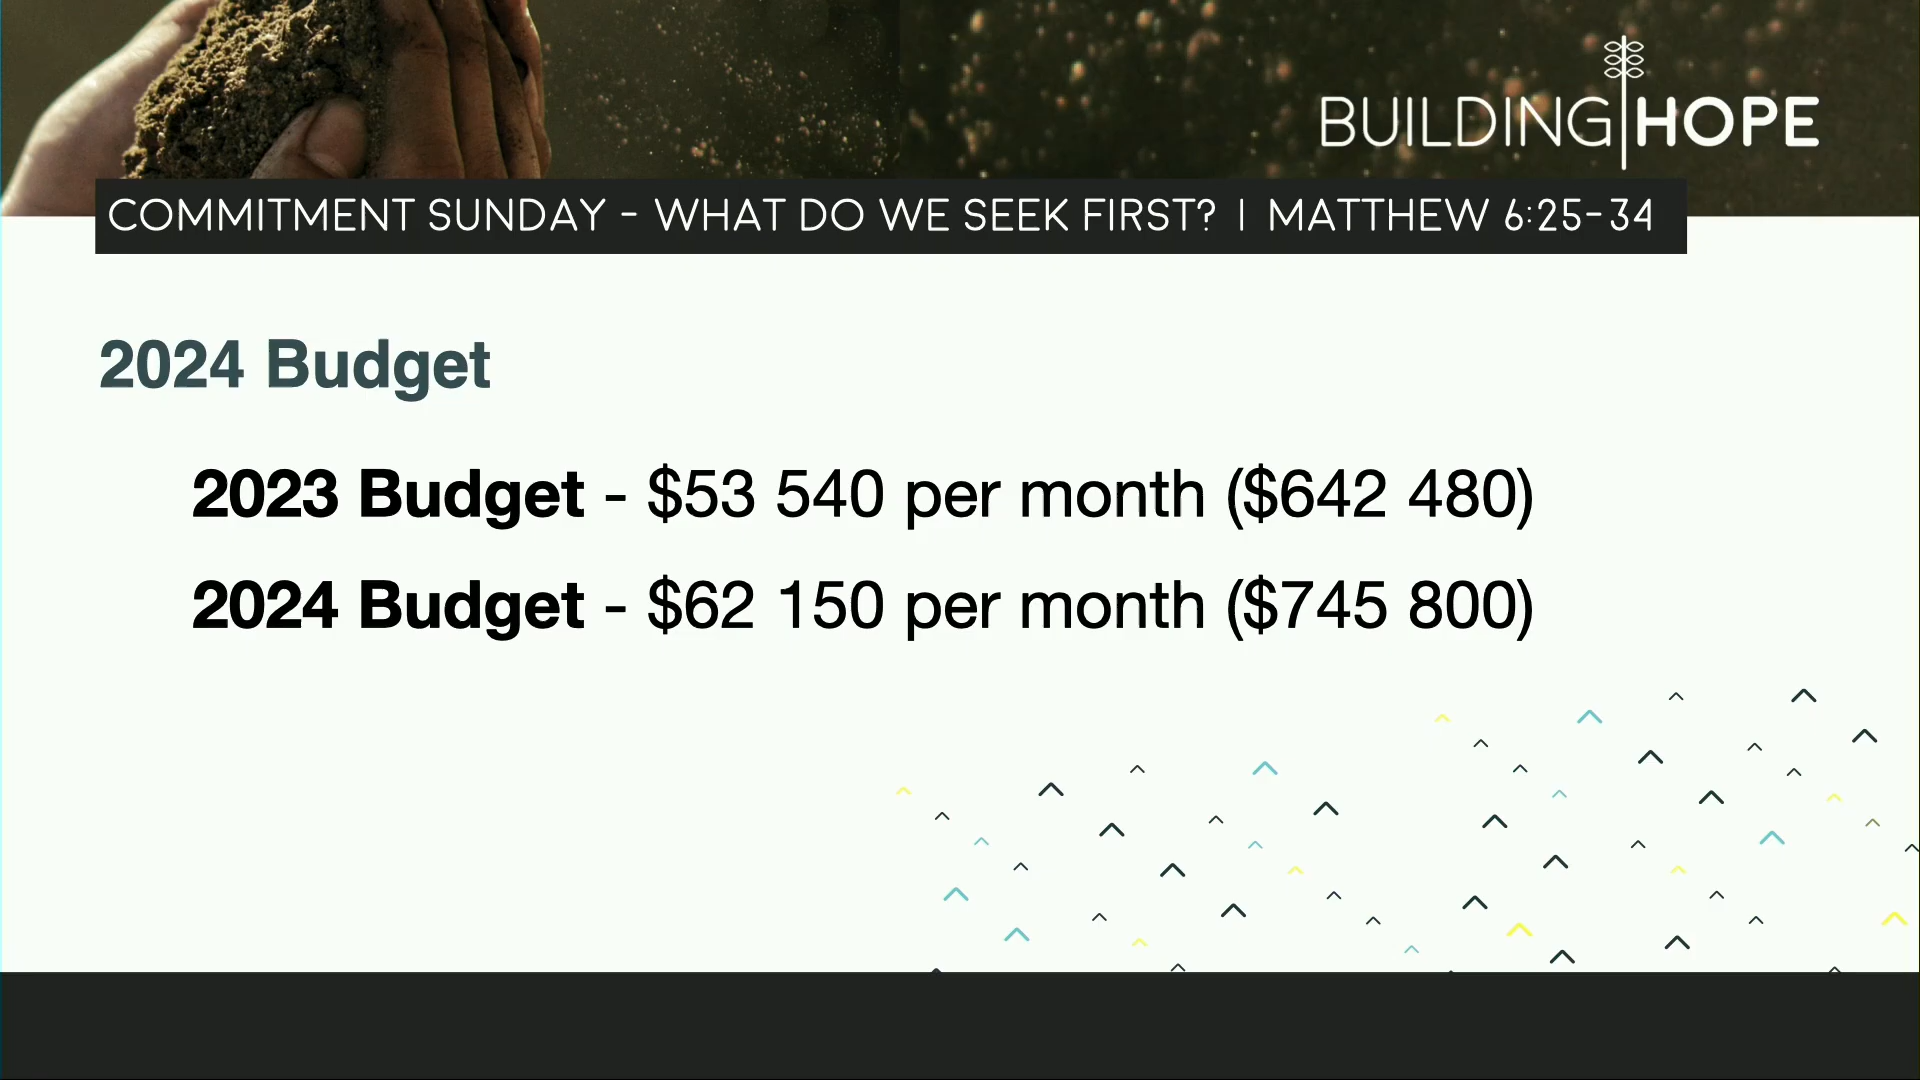 BUILDING HOPE
COMMITMENT SUNDAY - WHAT DO WE SEEK FIRST? | MATTHEW 6:25-34
2024 Budget
2023 Budget - $53 540 per month ($642 480)
2024 Budget - $62 150 per month ($745 800)